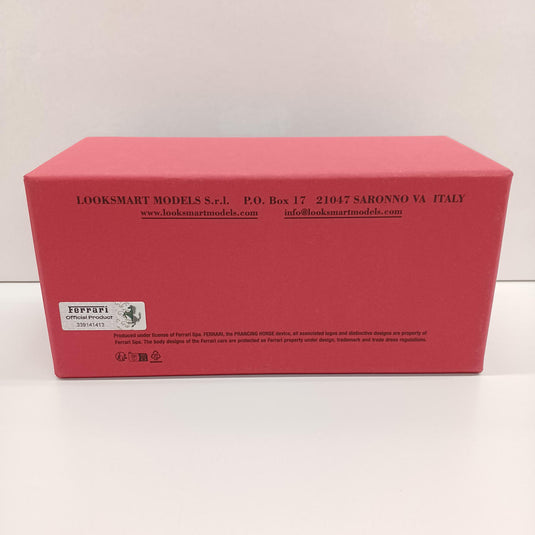 LOOKSMART MODELS S.r.l. P.O. Box 17 21047 SARONNO VA ITALY
www.looksmartmodels.com info@looksmartmodels.com
Ferrari
Official Product
339141413
Produced under license of Ferrari Spa. FERRARI, the PRANCING HORSE device, all associated logos and distinctive designs are property of
Ferrari Spa. The body designs of the Ferrari cars are protected as Ferrari property under design, trademark and trade dress regulations.